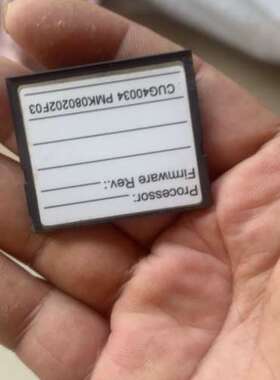 Processor:
Firmware Rev.:
CUG40034 PMK080202F03